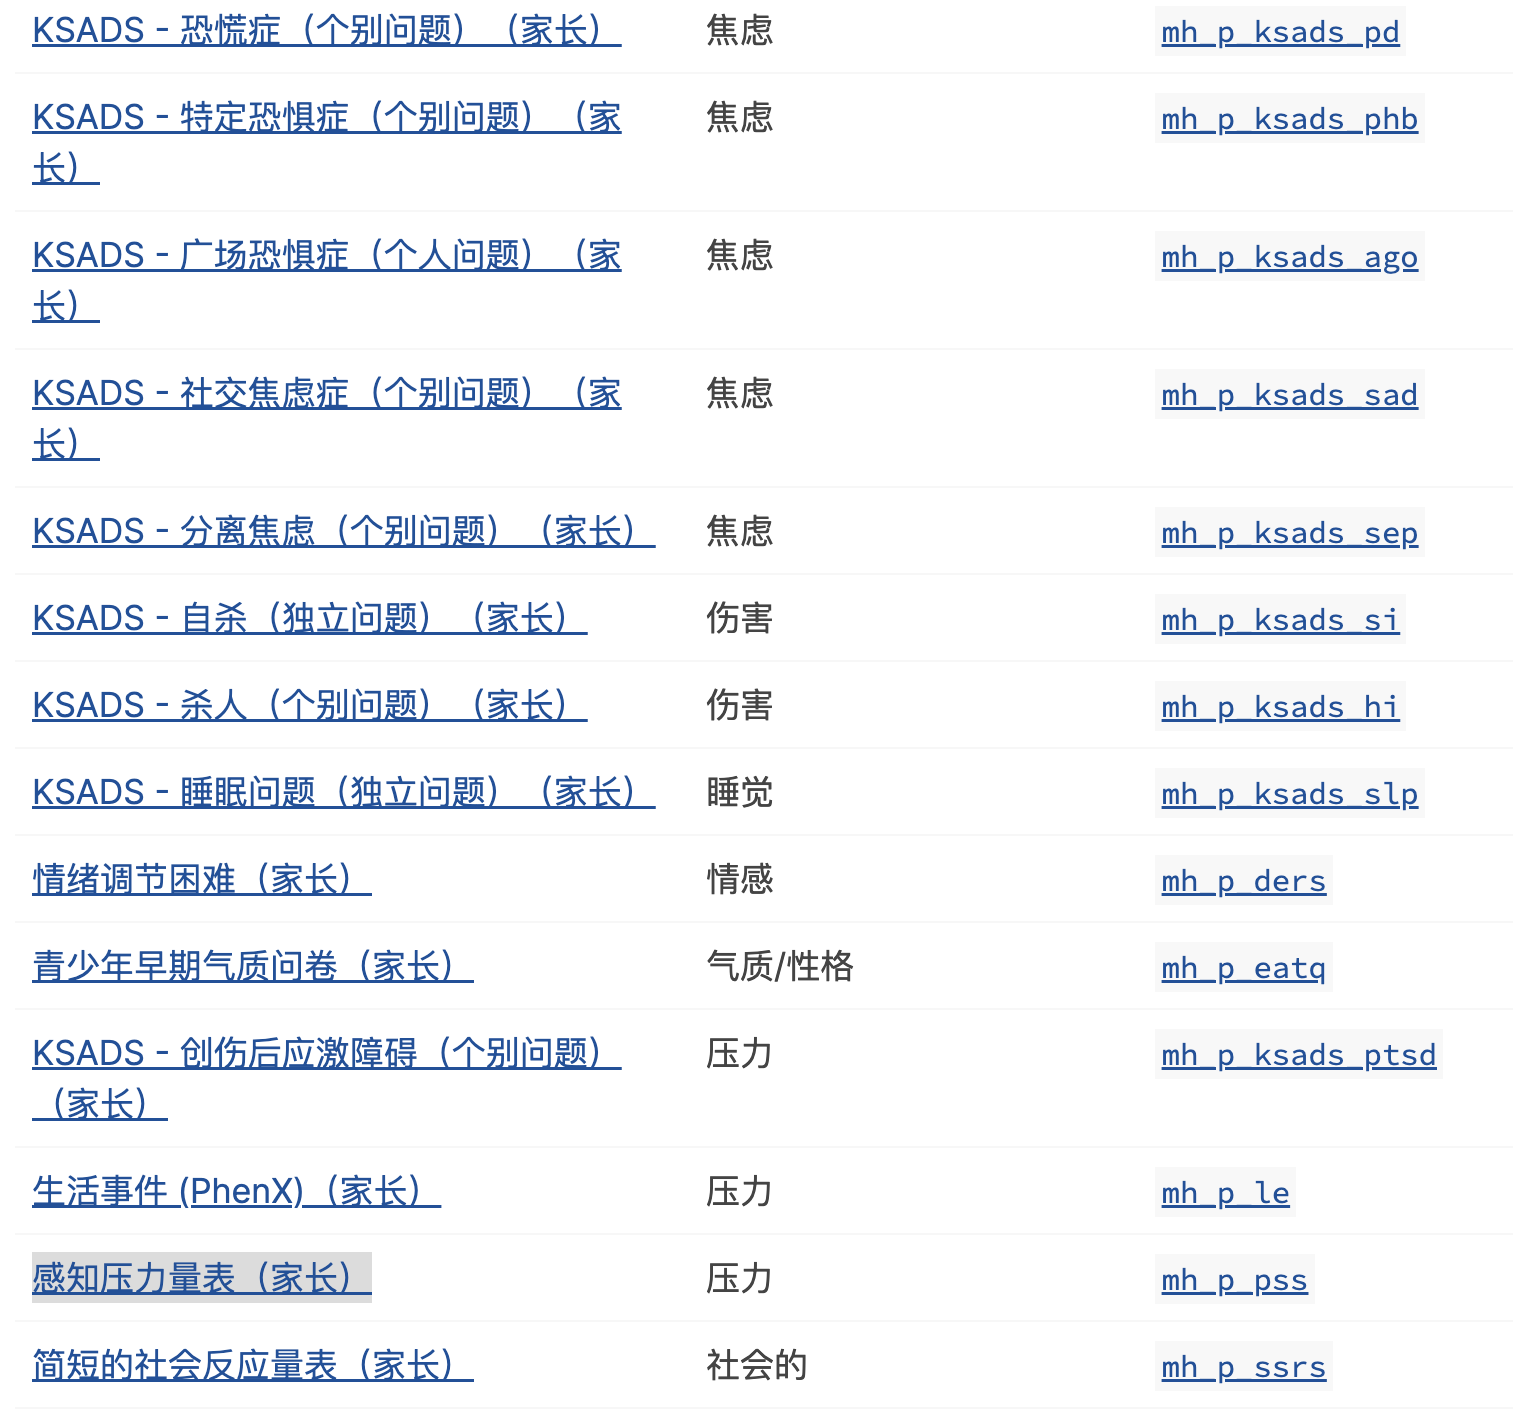 KSADS - 恐慌症（个别问题）（家长）	焦虑	mh_p_ksads_pd
KSADS - 特定恐惧症（个别问题）（家	焦虑	mh_p_ksads_phb
长）
KSADS - 广场恐惧症（个人问题）（家	焦虑	mh_p_ksads_ago
长）
KSADS - 社交焦虑症（个别问题）（家	焦虑	mh_p_ksads_sad
长）
KSADS - 分离焦虑（个别问题）（家长）	焦虑	mh_p_ksads_sep
KSADS - 自杀（独立问题）（家长）	伤害	mh_p_ksads_si
KSADS - 杀人（个别问题）（家长）	伤害	mh_p_ksads_hi
KSADS - 睡眠问题（独立问题）（家长）	睡觉	mh_p_ksads_slp
情绪调节困难（家长）	情感	mh_p_ders
青少年早期气质问卷（家长）	气质/性格	mh_p_eatq
KSADS - 创伤后应激障碍（个别问题）	压力	mh_p_ksads_ptsd
（家长）
生活事件 (PhenX)（家长）	压力	mh_p_le
感知压力量表（家长）	压力	mh_p_pss
简短的社会反应量表（家长）	社会的	mh_p_ssrs